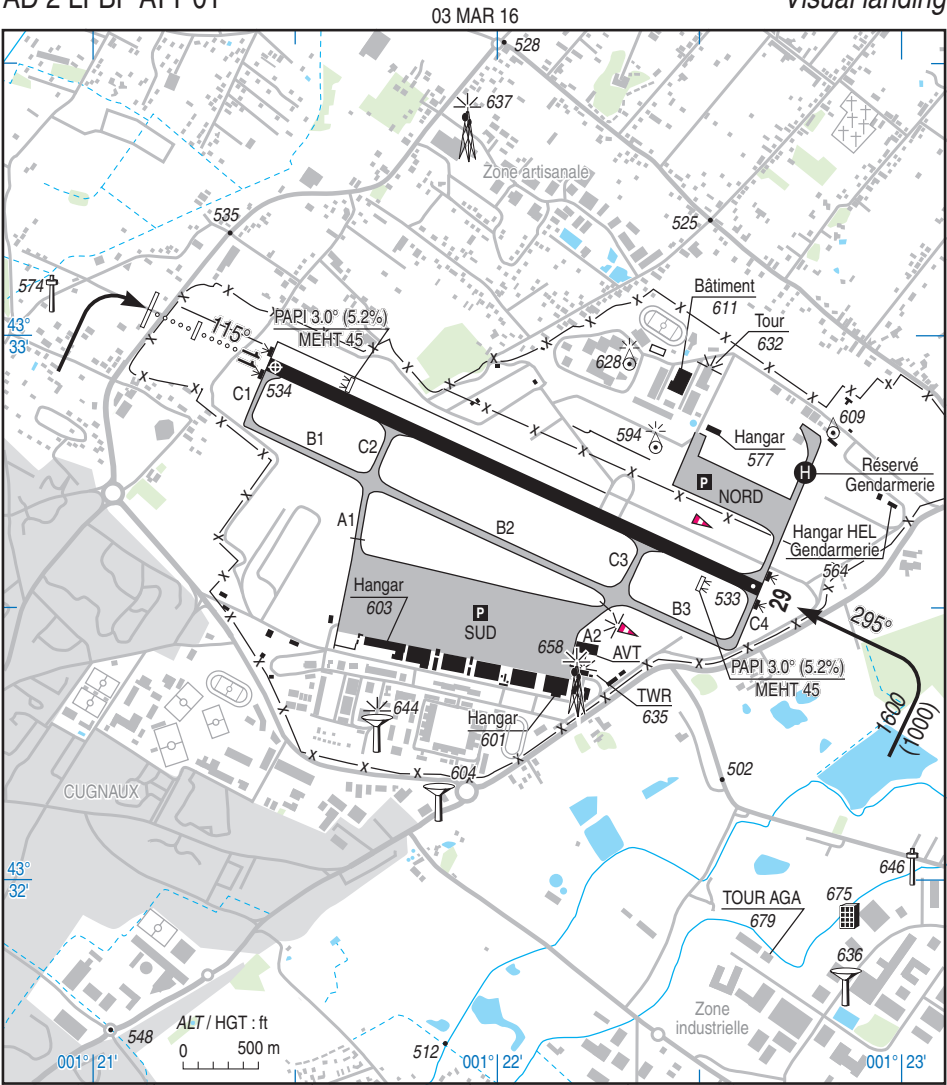 AD 2 LFBF APP 01
Visual landing
03 MAR 16
528
637
Zone artisanale
535
525
574
Bâtiment
611
PAPI 3.0° (5.2%)
MEHT 45
Tour
632
115°
43°
33'
628
C1
534
609
594
Hangar
577
B1
C2
H
Réservé
Gendarmerie
P
NORD
A1
B2
Hangar HEL
Gendarmerie
564
C3
Hangar
603
533
29
B3
P
SUD
C4
295°
658
A2
AVT
PAPI 3.0° (5.2%)
MEHT 45
TWR
635
644
Hangar
601
1600
(1000)
604
502
CUGNAUX
43°
32'
646
TOUR AGA
679
675
636
Zone
industrielle
548
ALT / HGT : ft
0 500 m
512
001° 21'
001° 22'
001° 23'